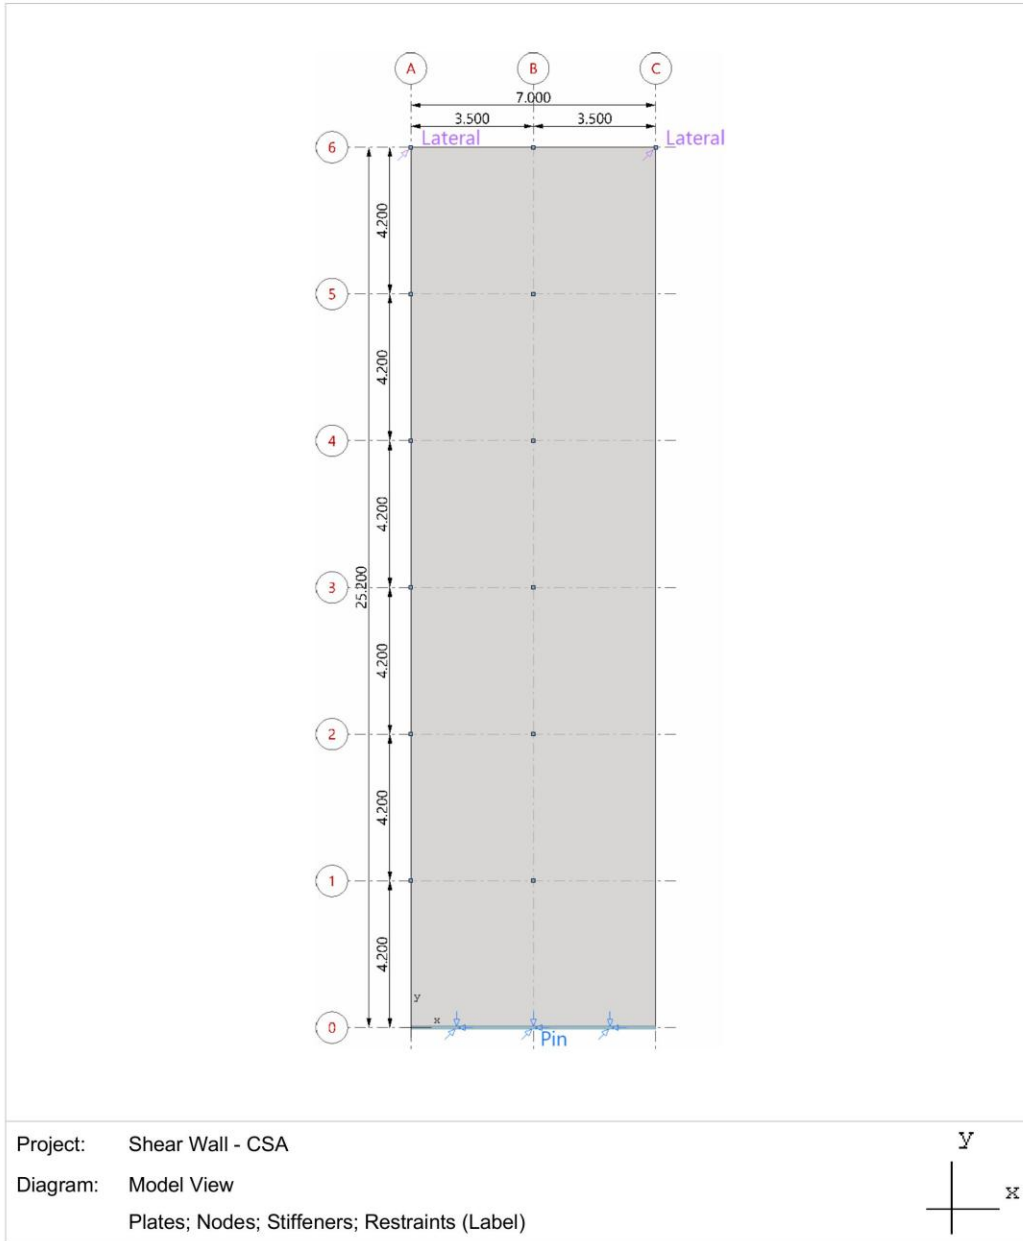 A B C
7.000
3.500 3.500
Lateral Lateral
6
4.200
5
4.200
4
4.200
3
25.200
4.200
2
4.200
1
4.200
y
x
0
Pin
Project: Shear Wall - CSA
Diagram: Model View
Plates; Nodes; Stiffeners; Restraints (Label)
y
x